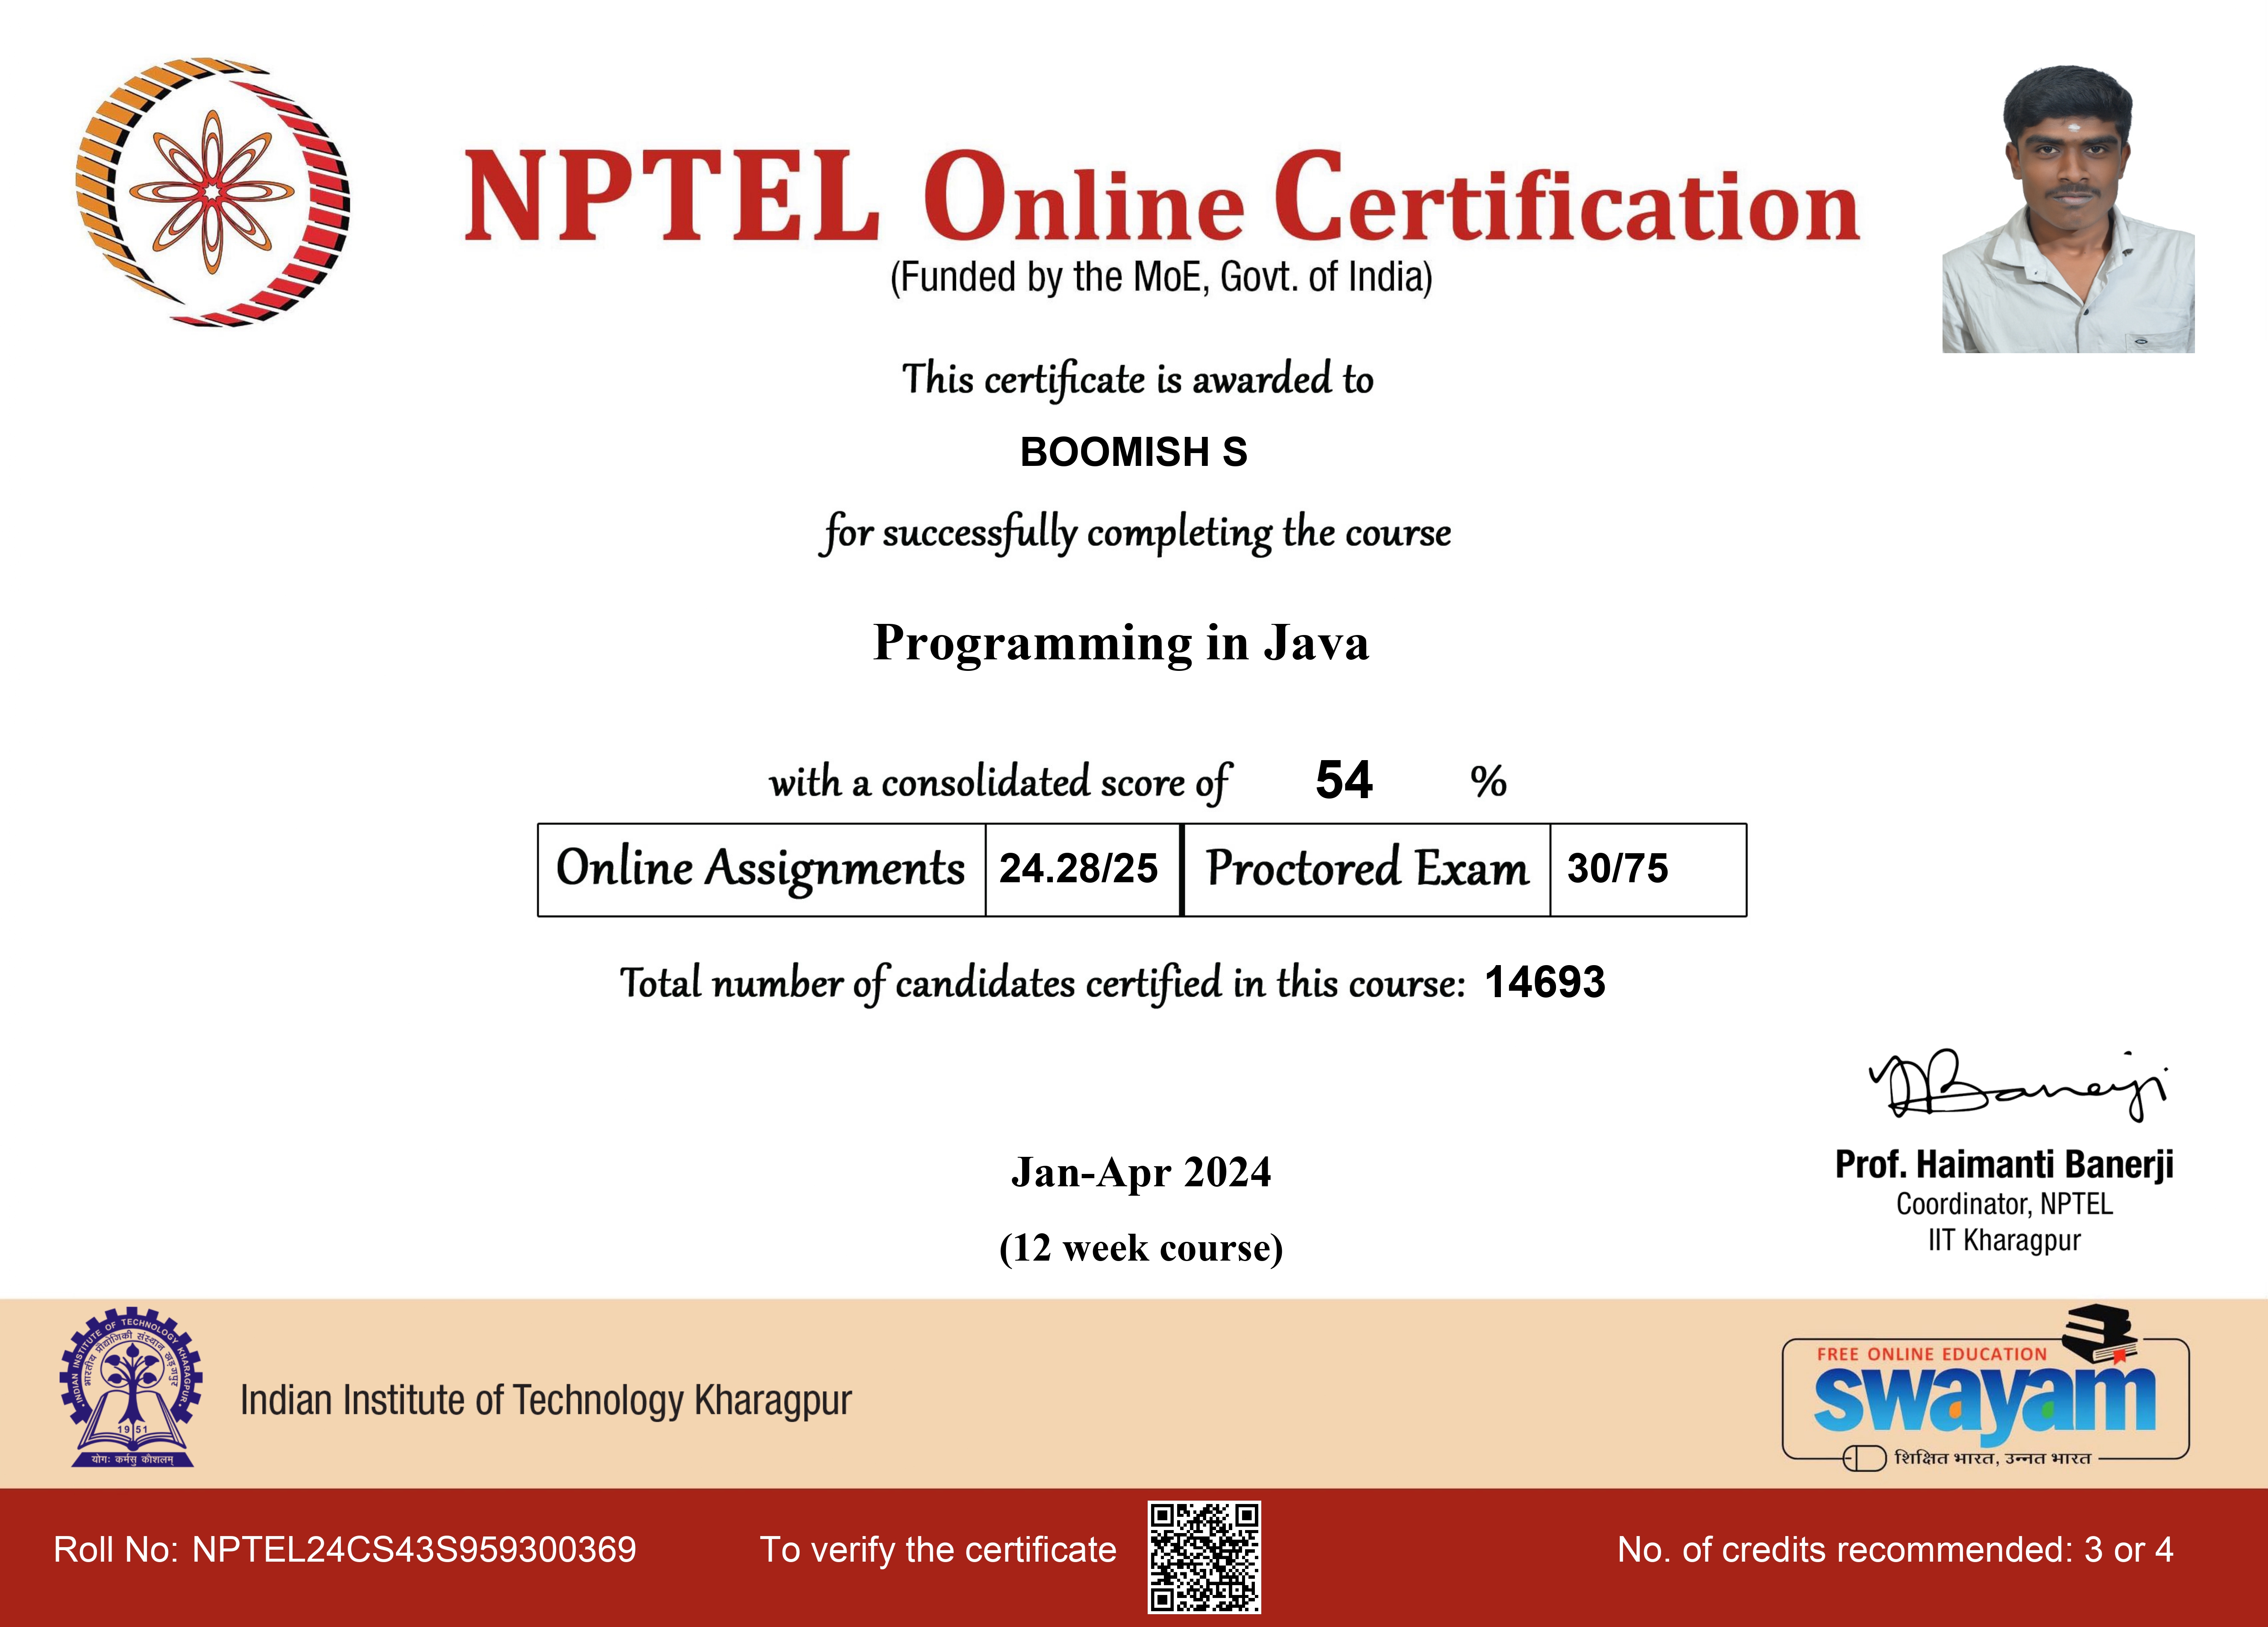 NPTEL Online Certification
(Funded by the MoE, Govt. of India)
This certificate is awarded to
BOOMISH S
for successfully completing the course
Programming in Java
with a consolidated score of 54 %
Online Assignments 24.28/25 Proctored Exam 30/75
Total number of candidates certified in this course: 14693
Banerji
Prof. Haimanti Banerji
Coordinator, NPTEL
IIT Kharagpur
Jan-Apr 2024
(12 week course)
INDIAN INSTITUTE OF TECHNOLOGY KHARAGPUR
भारतीय प्रौद्योगिकी संस्थान खड़गपुर
1951
योगः कर्मसु कौशलम्
Indian Institute of Technology Kharagpur
FREE ONLINE EDUCATION
swayam
शिक्षित भारत, उन्नत भारत
Roll No: NPTEL24CS43S959300369
To verify the certificate
No. of credits recommended: 3 or 4